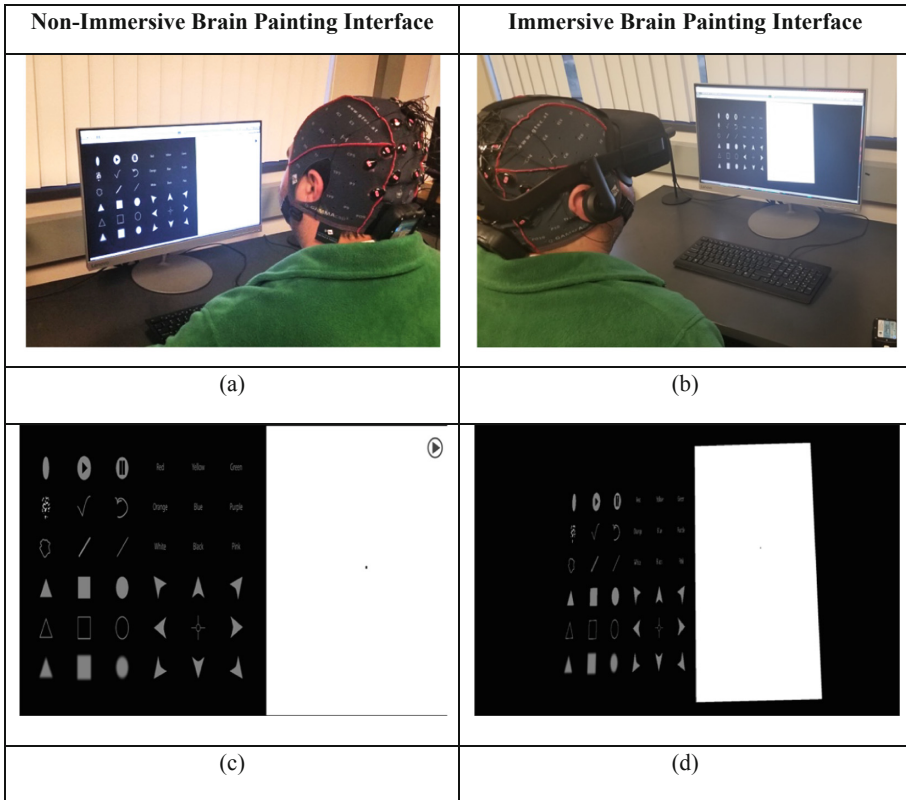 Non-Immersive Brain Painting Interface
Immersive Brain Painting Interface
(a)
(b)
Red Yellow Green
Orange Blue Purple
White Black Pink
(c)
(d)